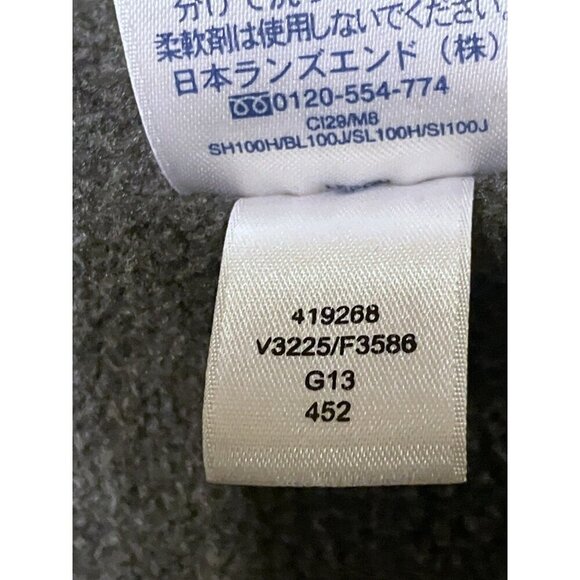 柔軟剤は使用しないでください。
日本ランズエンド（株）
0120-554-774
CI29/M8
SH100H/BL100J/SL100H/SI100J
419268
V3225/F3586
G13
452